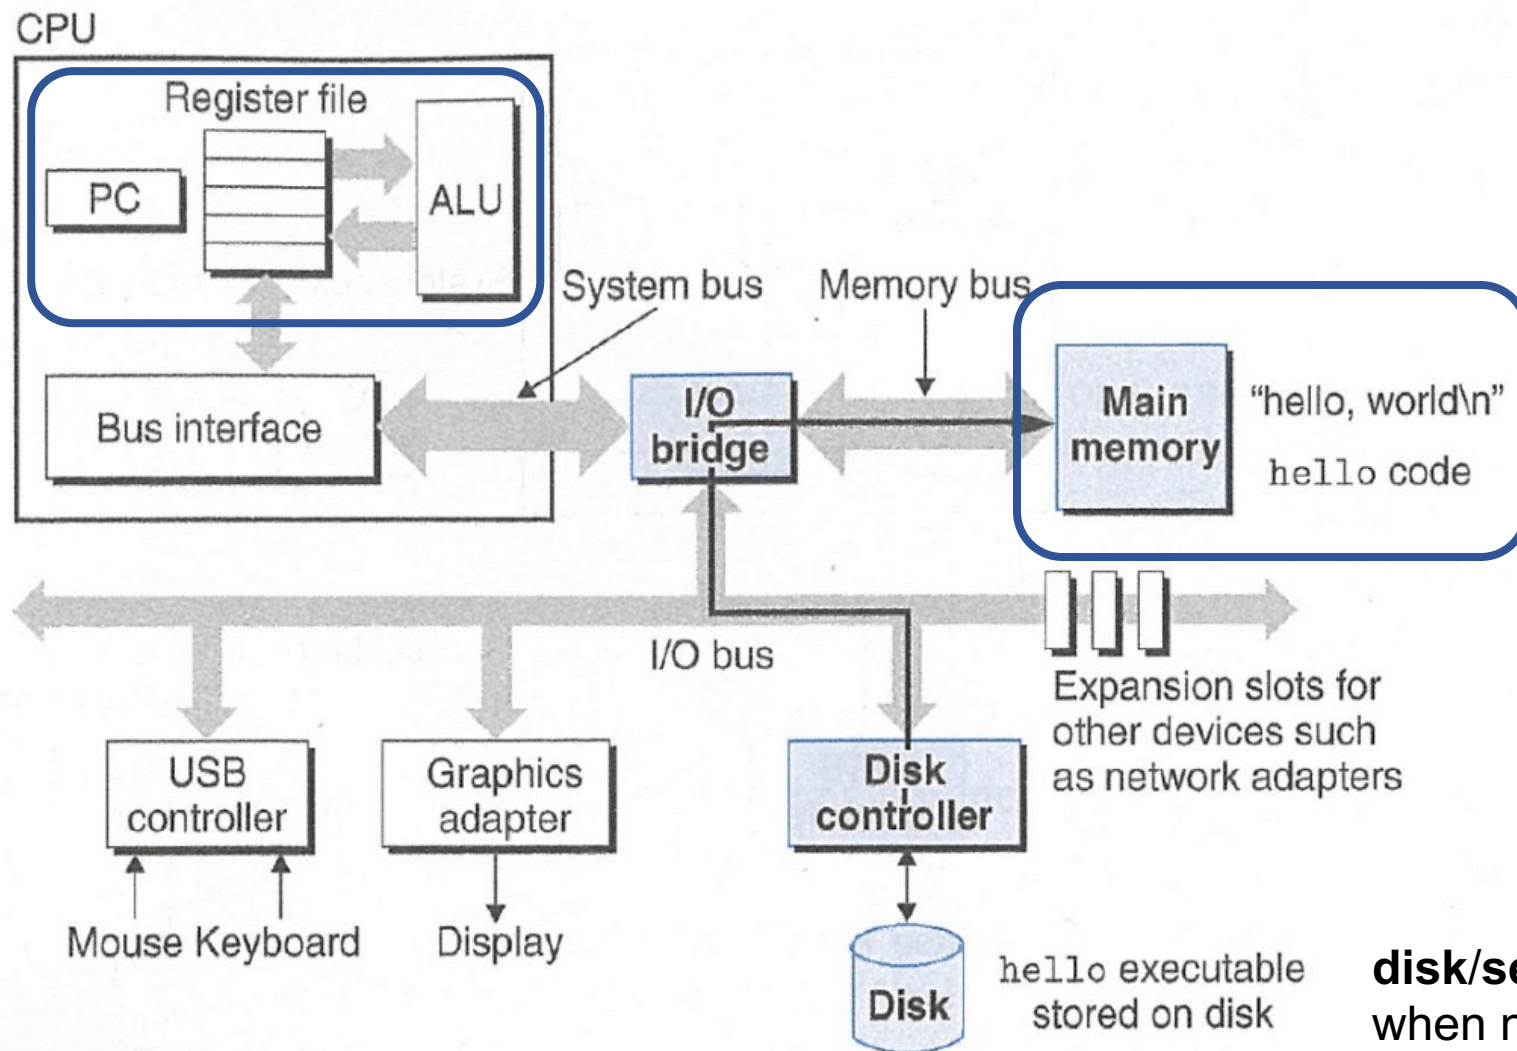 CPU
Register file
PC
ALU
System bus
Memory bus
Bus interface
I/O
bridge
Main
memory
“hello, world\n”
hello code
I/O bus
Expansion slots for
other devices such
as network adapters
USB
controller
Graphics
adapter
Disk
controller
Mouse Keyboard
Display
Disk
hello executable
stored on disk
disk/se
when n